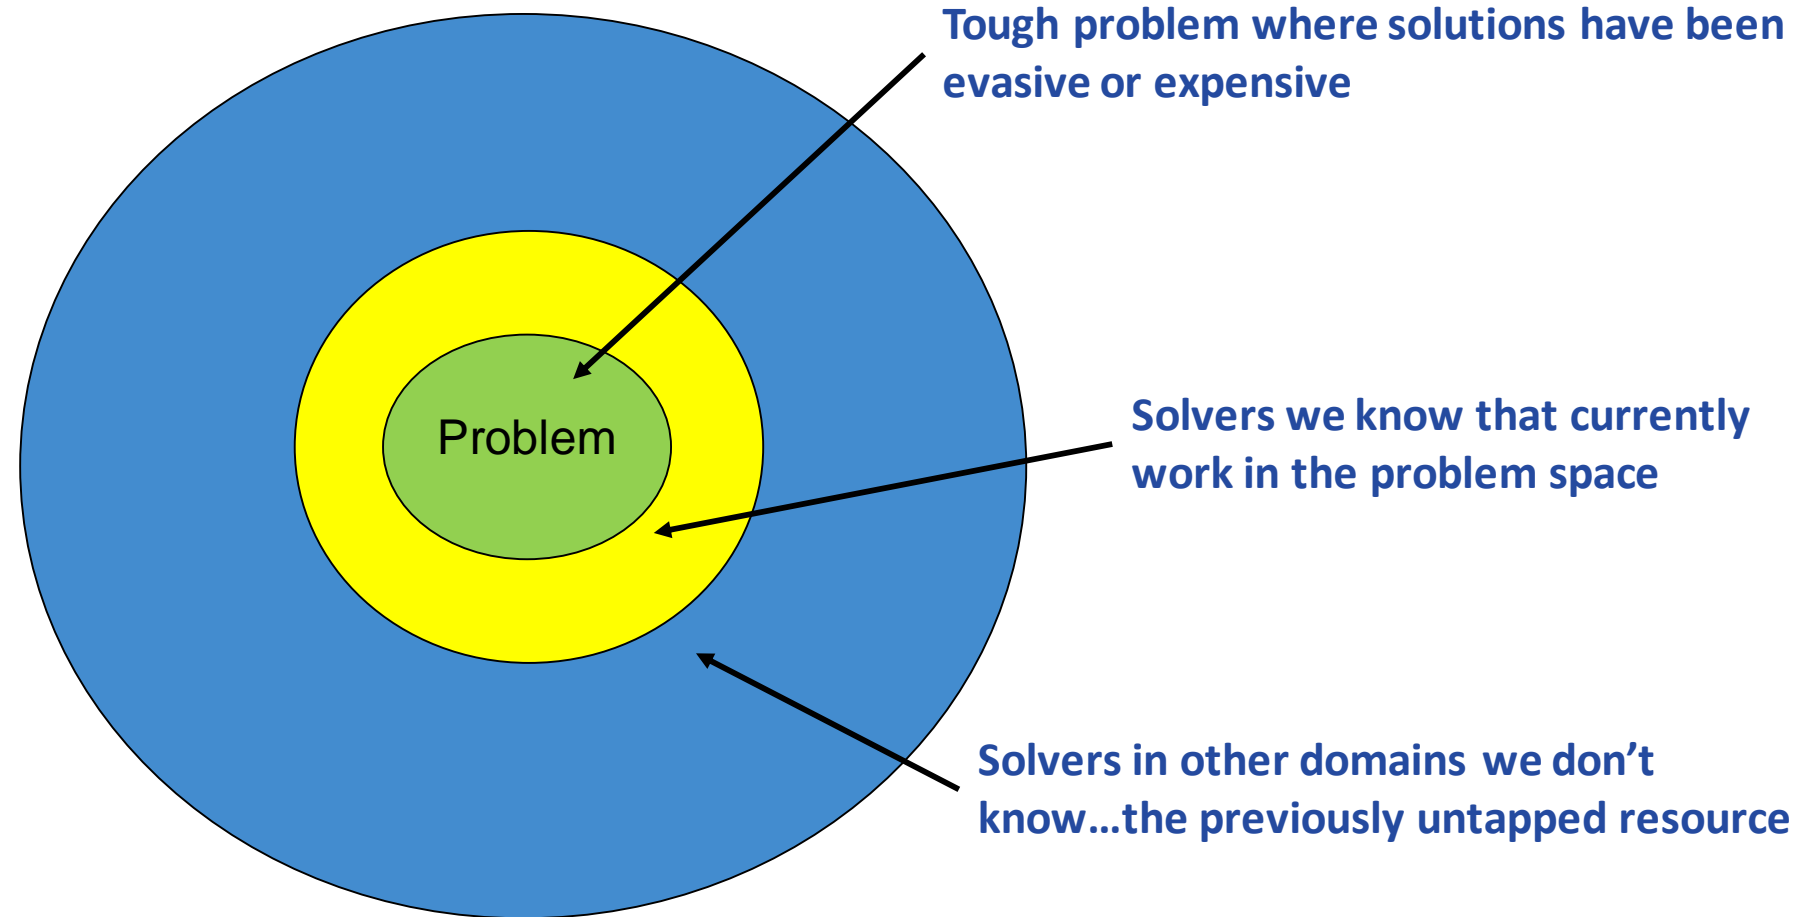 Tough problem where solutions have been
evasive or expensive
Problem
Solvers we know that currently
work in the problem space
Solvers in other domains we don’t
know…the previously untapped resource